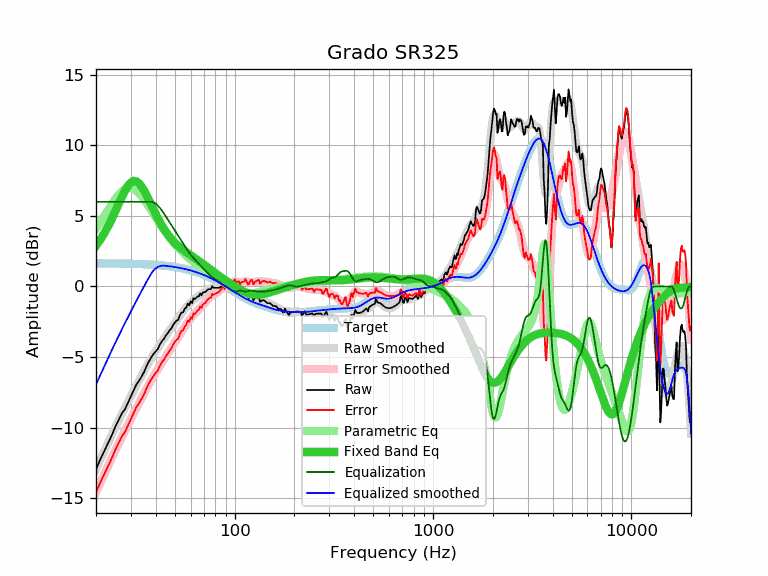 Grado SR325
15
10
5
0
−5
−10
−15
Amplitude (dBr)
Target
Raw Smoothed
Error Smoothed
Raw
Error
Parametric Eq
Fixed Band Eq
Equalization
Equalized smoothed
100 1000 10000
Frequency (Hz)